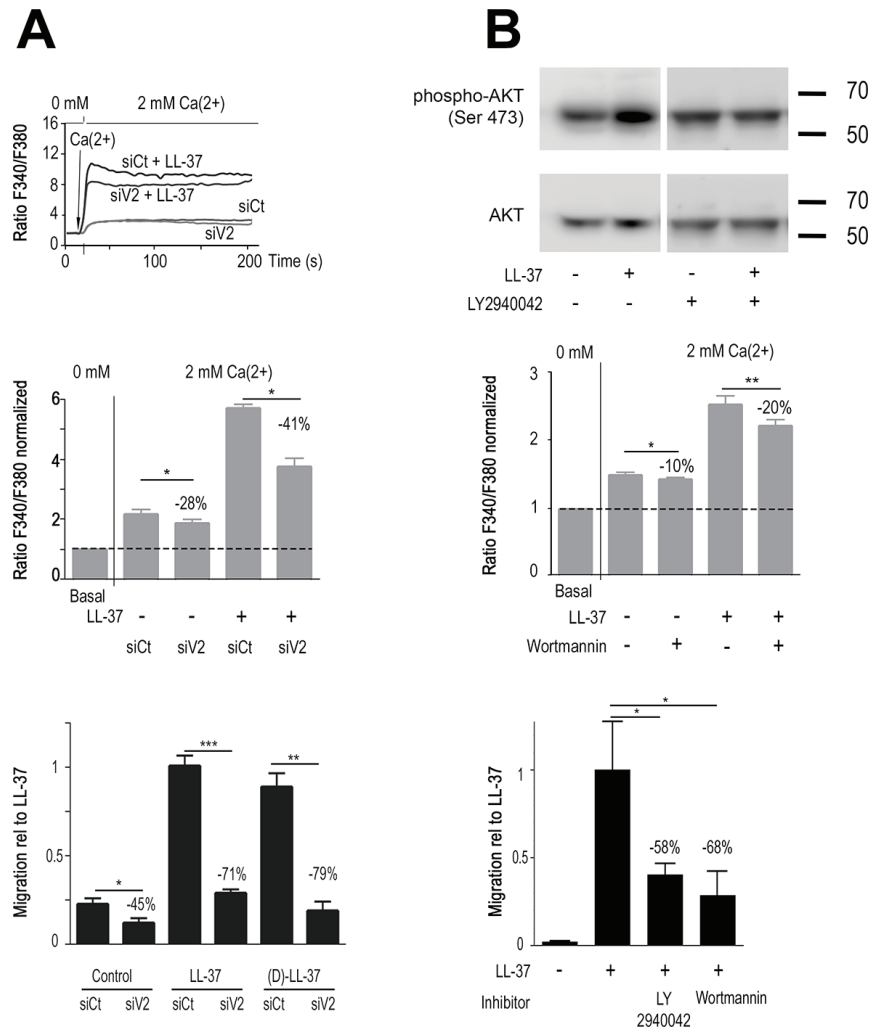 A
0 mM 2 mM Ca(2+)
Ca(2+)
siCt + LL-37
siV2 + LL-37
siCt
siV2
Ratio F340/F380
16
12
8
4
0
0 100 200 Time (s)
0 mM 2 mM Ca(2+)
Ratio F340/F380 normalized
6
4
2
0
* -28%
* -41%
Basal
LL-37 - - + +
siCt siV2 siCt siV2
Migration rel to LL-37
1
0.5
0
* -45%
*** -71%
** -79%
Control LL-37 (D)-LL-37
siCt siV2 siCt siV2 siCt siV2
B
phospho-AKT
(Ser 473)
70
50
AKT
70
50
LL-37 - + - +
LY2940042 - - + +
0 mM 2 mM Ca(2+)
Ratio F340/F380 normalized
3
2
1
0
* -10%
** -20%
Basal
LL-37 - - + +
Wortmannin - + - +
Migration rel to LL-37
1
0.5
0
*
*
-58% -68%
LL-37 - + + +
Inhibitor LY Wortmannin
2940042